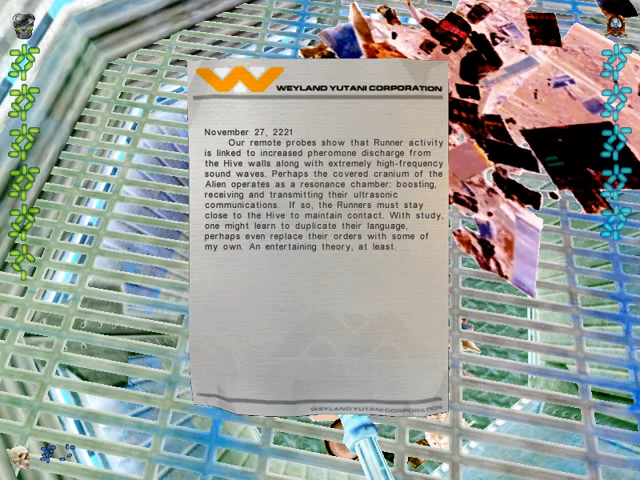 WEYLAND YUTANI CORPORATION
November 27, 2221
Our remote probes show that Runner activity
is linked to increased pheromone discharge from
the Hive walls along with extremely high-frequency
sound waves. Perhaps the covered cranium of the
Alien operates as a resonance chamber: boosting,
receiving and transmitting their ultrasonic
communications. If so, the Runners must stay
close to the Hive to maintain contact. With study,
one might learn to duplicate their language,
perhaps even replace their orders with some of
my own. An entertaining theory, at least.
WEYLAND YUTANI CORPORATION